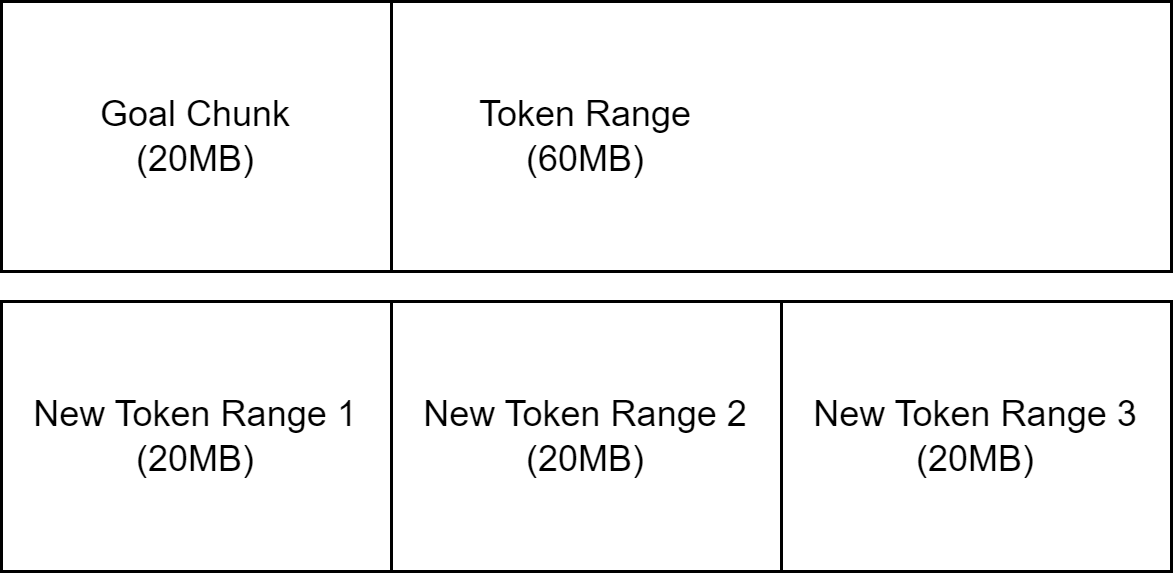 Goal Chunk
(20MB)
Token Range
(60MB)
New Token Range 1
(20MB)
New Token Range 2
(20MB)
New Token Range 3
(20MB)